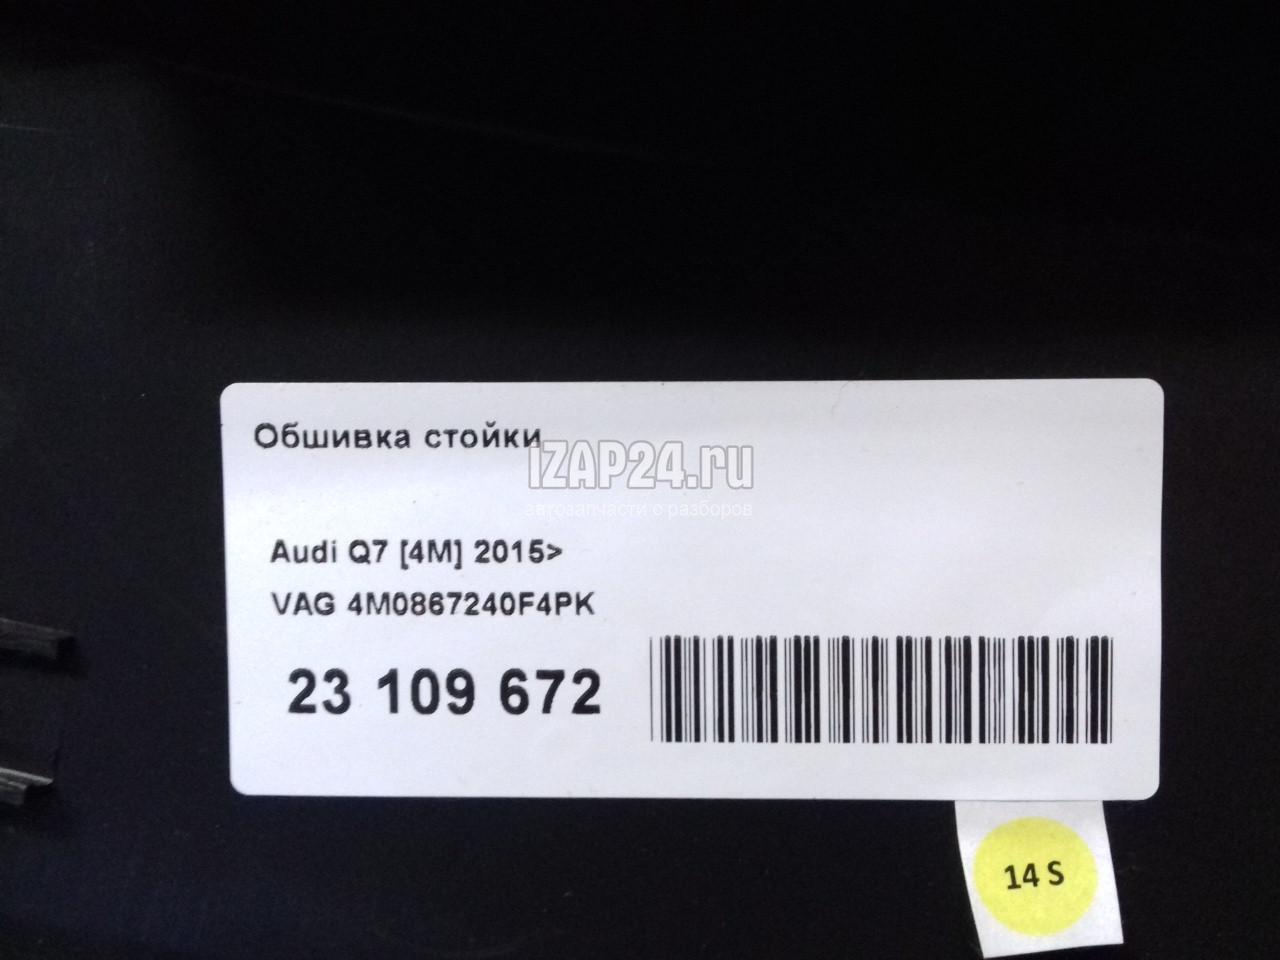 Обшивка стойки
iZAP24.ru
автозапчасти с разборов
Audi Q7 [4M] 2015>
VAG 4M0867240F4PK
23 109 672
14 S